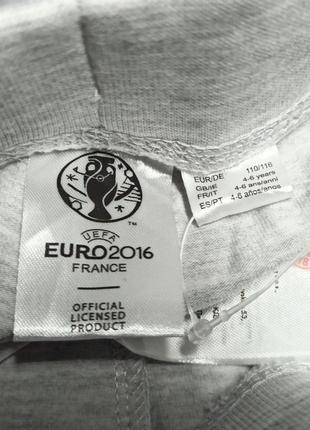 UEFA
EURO2016
FRANCE
TM
OFFICIAL
LICENSED
PRODUCT
EUR/DE 110/116
GB/IE 4-6 years
FR/IT 4-6 ans/anni
ES/PT 4-6 años/anos